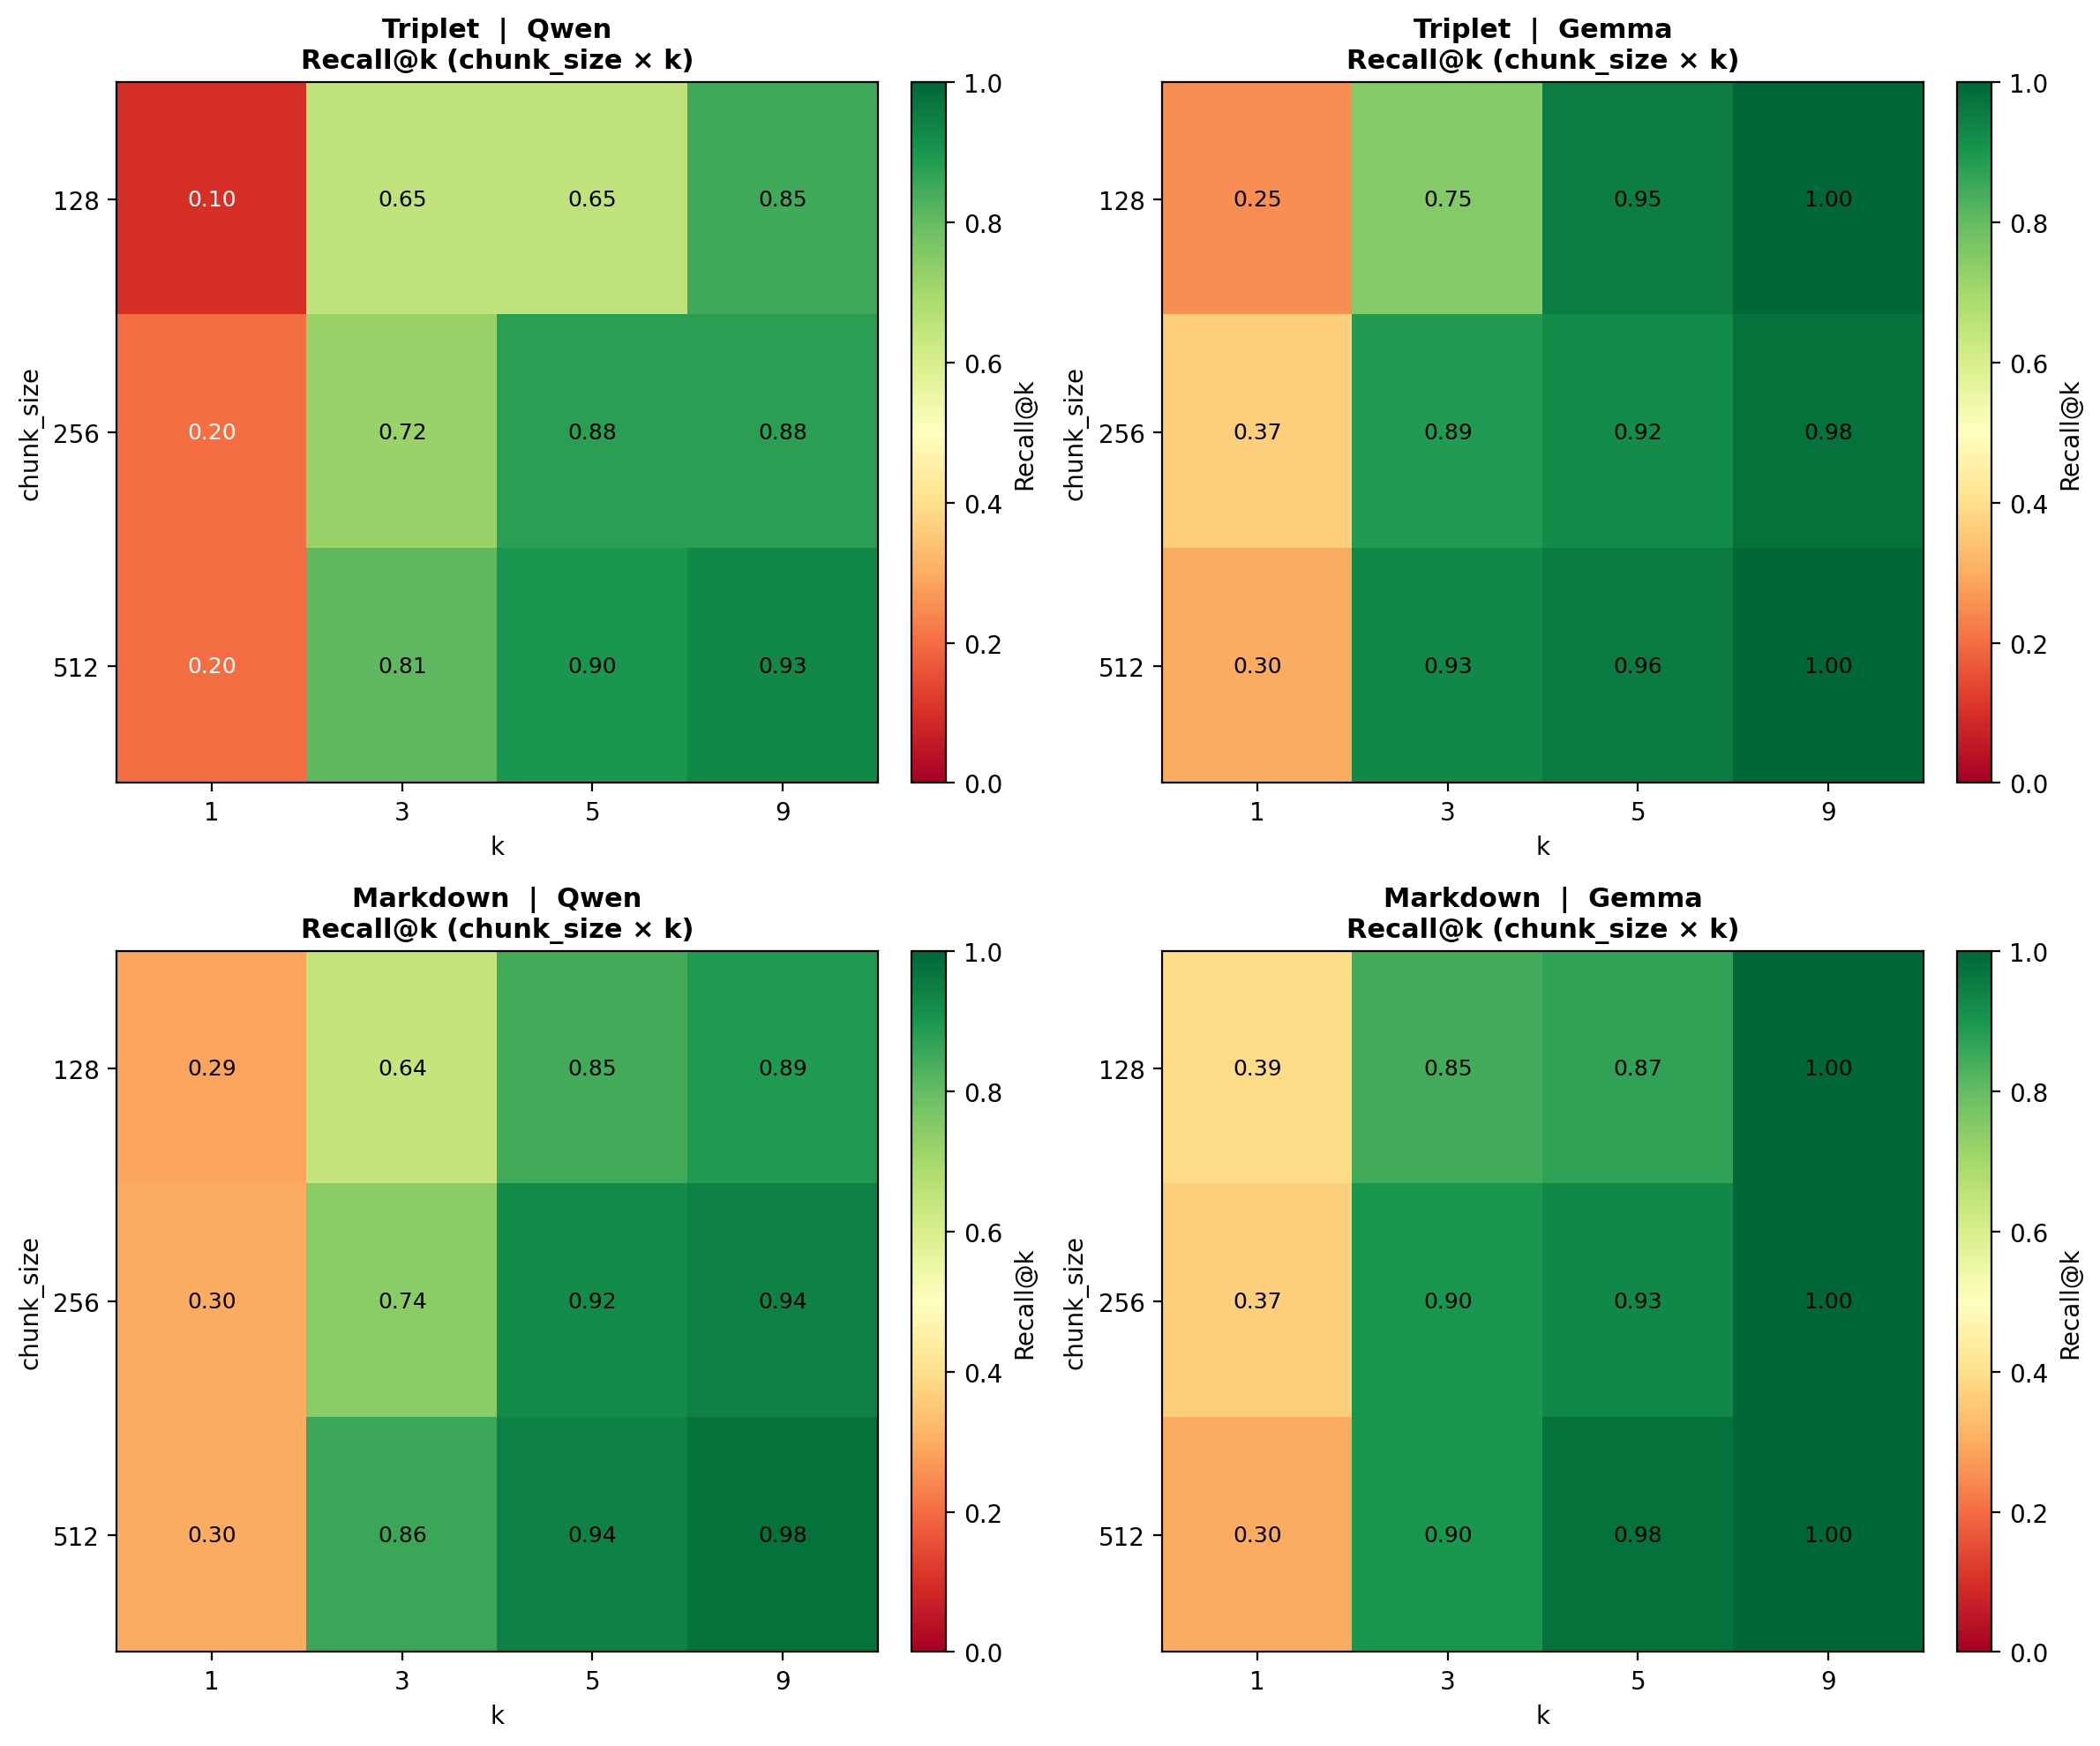 Triplet  |  Qwen
Recall@k (chunk_size × k)
128
256
512
chunk_size
0.10 0.65 0.65 0.85
0.20 0.72 0.88 0.88
0.20 0.81 0.90 0.93
1 3 5 9
k
1.0
0.8
0.6
0.4
0.2
0.0
Recall@k
Triplet  |  Gemma
Recall@k (chunk_size × k)
128
256
512
chunk_size
0.25 0.75 0.95 1.00
0.37 0.89 0.92 0.98
0.30 0.93 0.96 1.00
1 3 5 9
k
1.0
0.8
0.6
0.4
0.2
0.0
Recall@k
Markdown  |  Qwen
Recall@k (chunk_size × k)
128
256
512
chunk_size
0.29 0.64 0.85 0.89
0.30 0.74 0.92 0.94
0.30 0.86 0.94 0.98
1 3 5 9
k
1.0
0.8
0.6
0.4
0.2
0.0
Recall@k
Markdown  |  Gemma
Recall@k (chunk_size × k)
128
256
512
chunk_size
0.39 0.85 0.87 1.00
0.37 0.90 0.93 1.00
0.30 0.90 0.98 1.00
1 3 5 9
k
1.0
0.8
0.6
0.4
0.2
0.0
Recall@k